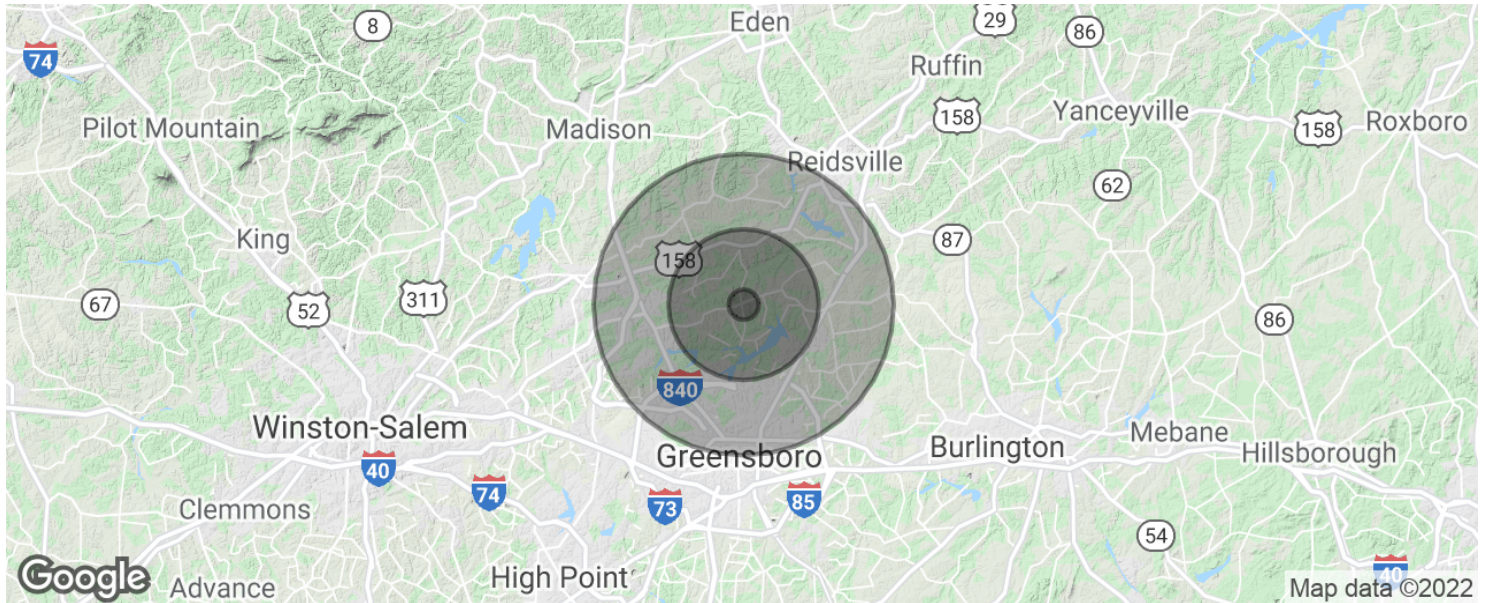 Eden
29
8
86
74
Ruffin
158
Yanceyville
Pilot Mountain
Madison
158
Roxboro
Reidsville
62
King
87
158
67
52
311
86
840
Winston-Salem
Mebane
Greensboro
Burlington
Hillsborough
40
74
73
85
Clemmons
54
High Point
40
Google
Advance
Map data ©2022